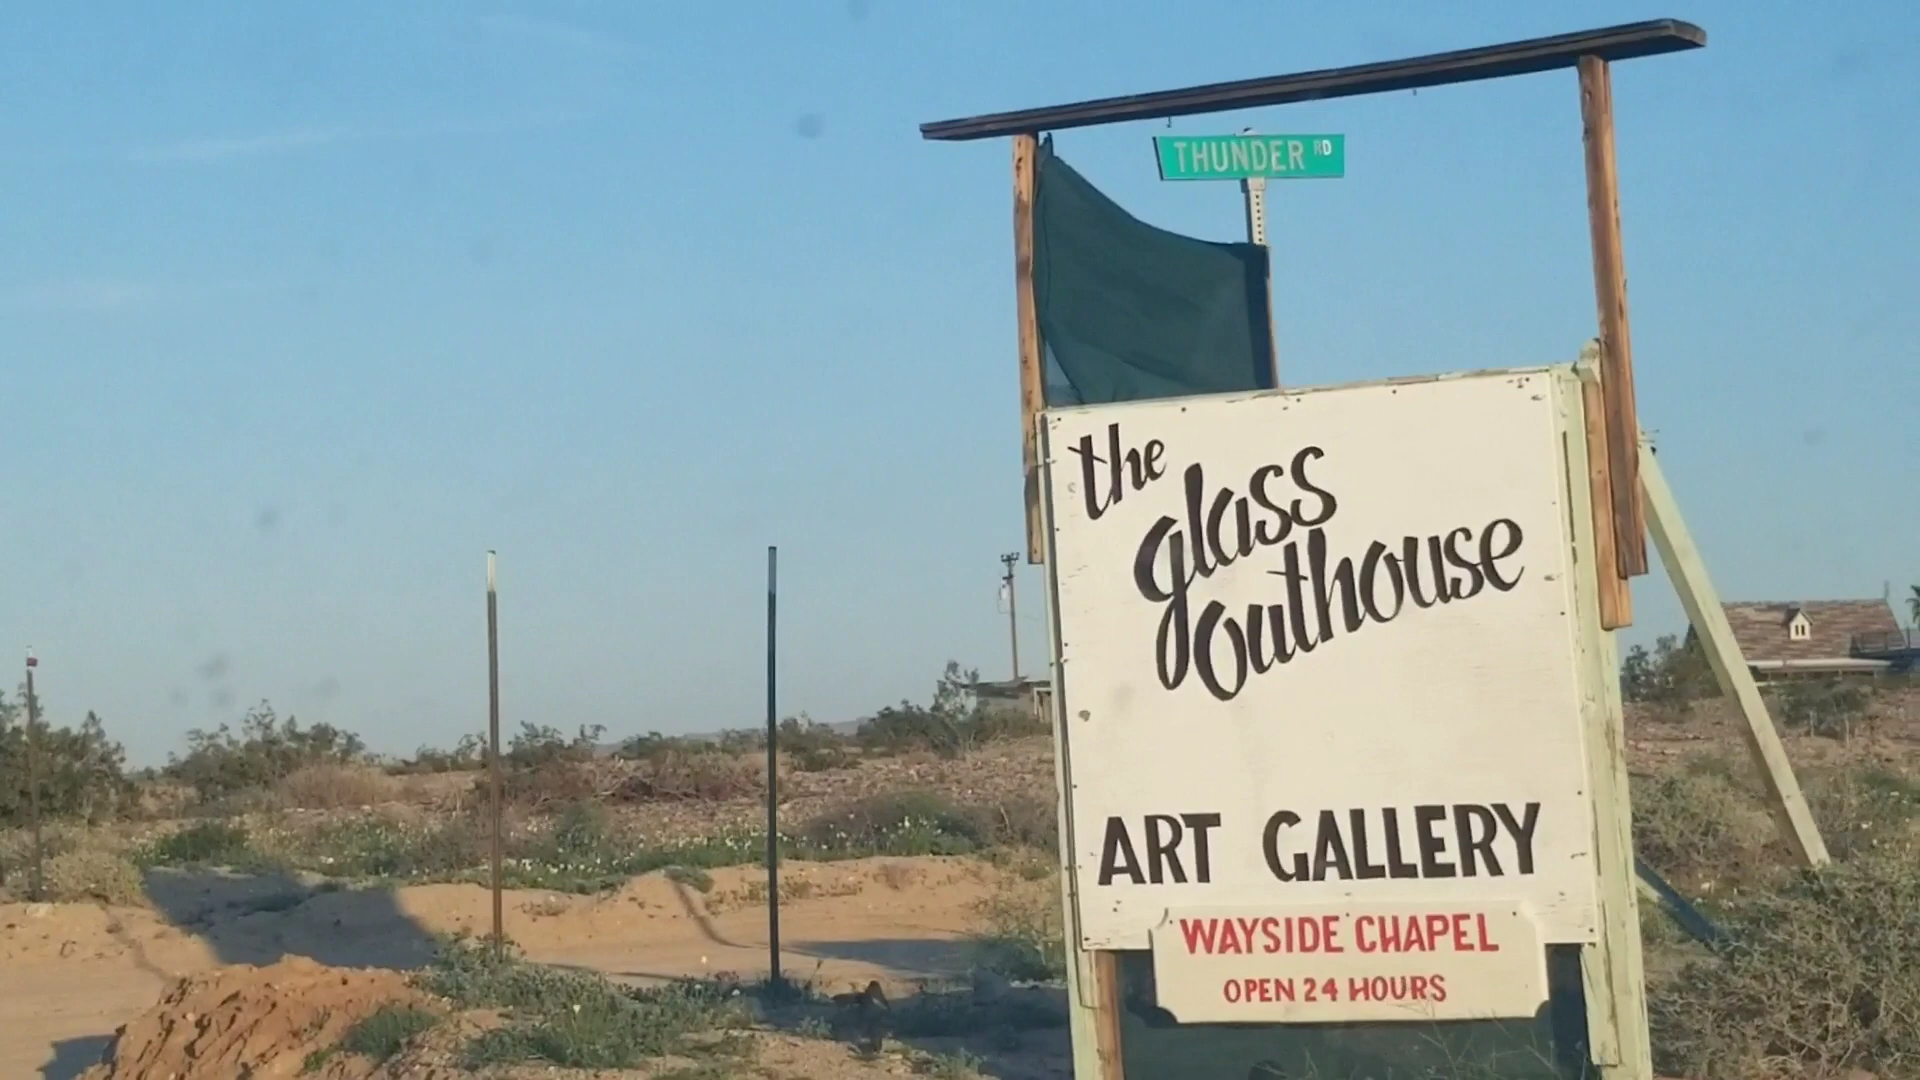 THUNDER RD
the
glass
outhouse
ART GALLERY
WAYSIDE CHAPEL
OPEN 24 HOURS